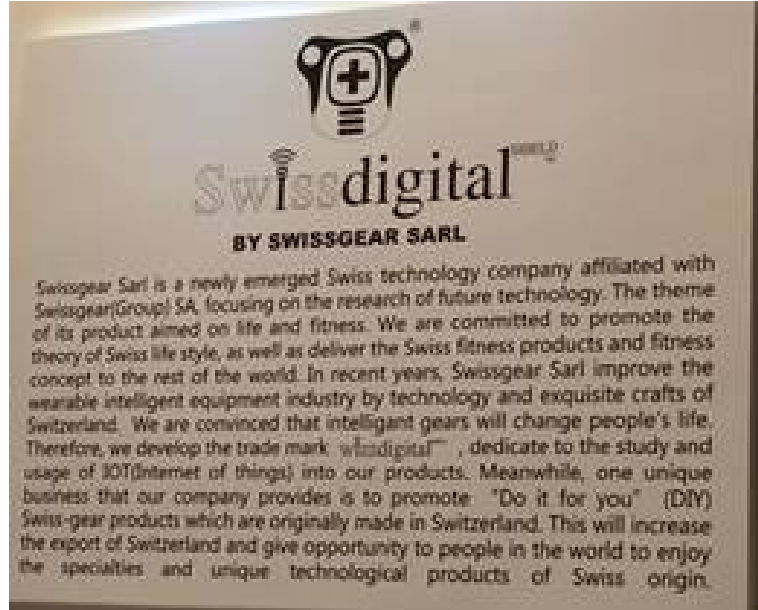 Swissdigital SHIELD
BY SWISSGEAR SARL
Swissgear Sarl is a newly emerged Swiss technology company affiliated with
Swissgear(Group) SA, focusing on the research of future technology. The theme
of its product aimed on life and fitness. We are committed to promote the
theory of Swiss life style, as well as deliver the Swiss fitness products and fitness
concept to the rest of the world. In recent years, Swissgear Sarl improve the
wearable intelligent equipment industry by technology and exquisite crafts of
Switzerland. We are convinced that intelligant gears will change people's life.
Therefore, we develop the trade mark , dedicate to the study and
usage of IOT(Internet of things) into our products. Meanwhile, one unique
business that our company provides is to promote "Do it for you" (DIY)
Swiss-gear products which are originally made in Switzerland. This will increase
the export of Switzerland and give opportunity to people in the world to enjoy
the specialties and unique technological products of Swiss origin.